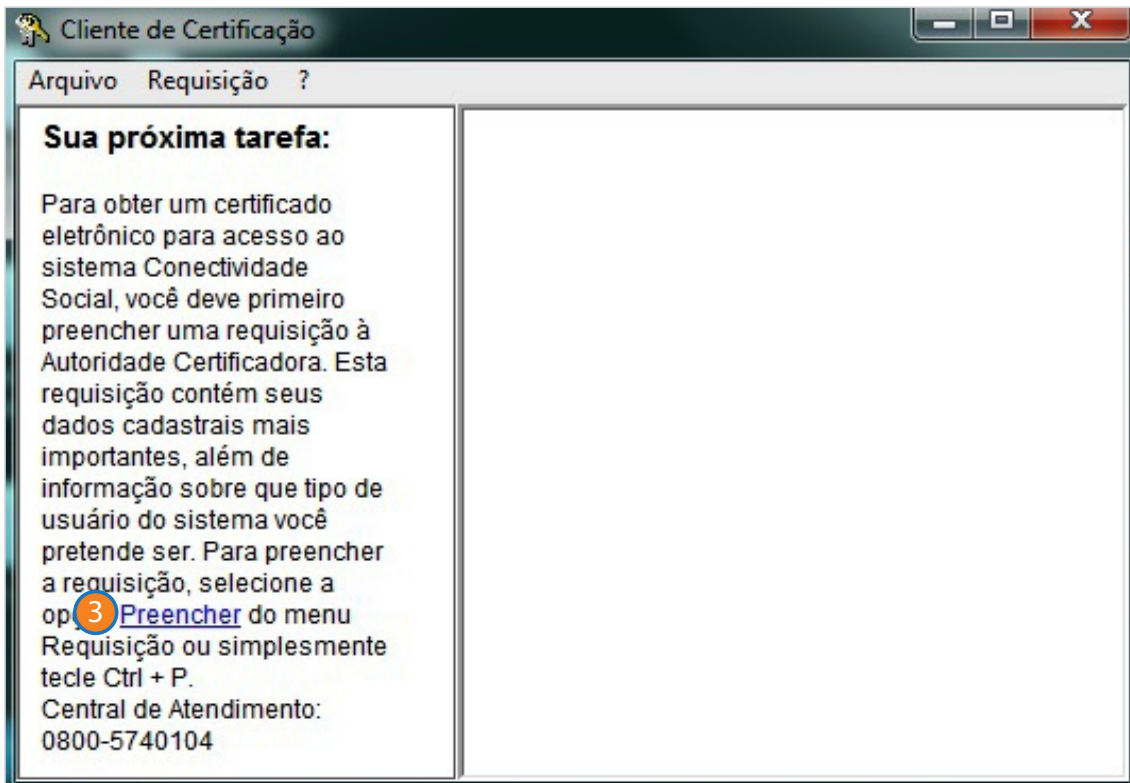 Cliente de Certificação
Arquivo Requisição ?
Sua próxima tarefa:
Para obter um certificado
eletrônico para acesso ao
sistema Conectividade
Social, você deve primeiro
preencher uma requisição à
Autoridade Certificadora. Esta
requisição contém seus
dados cadastrais mais
importantes, além de
informação sobre que tipo de
usuário do sistema você
pretende ser. Para preencher
a requisição, selecione a
3 Preencher do menu
Requisição ou simplesmente
tecle Ctrl + P.
Central de Atendimento:
0800-5740104